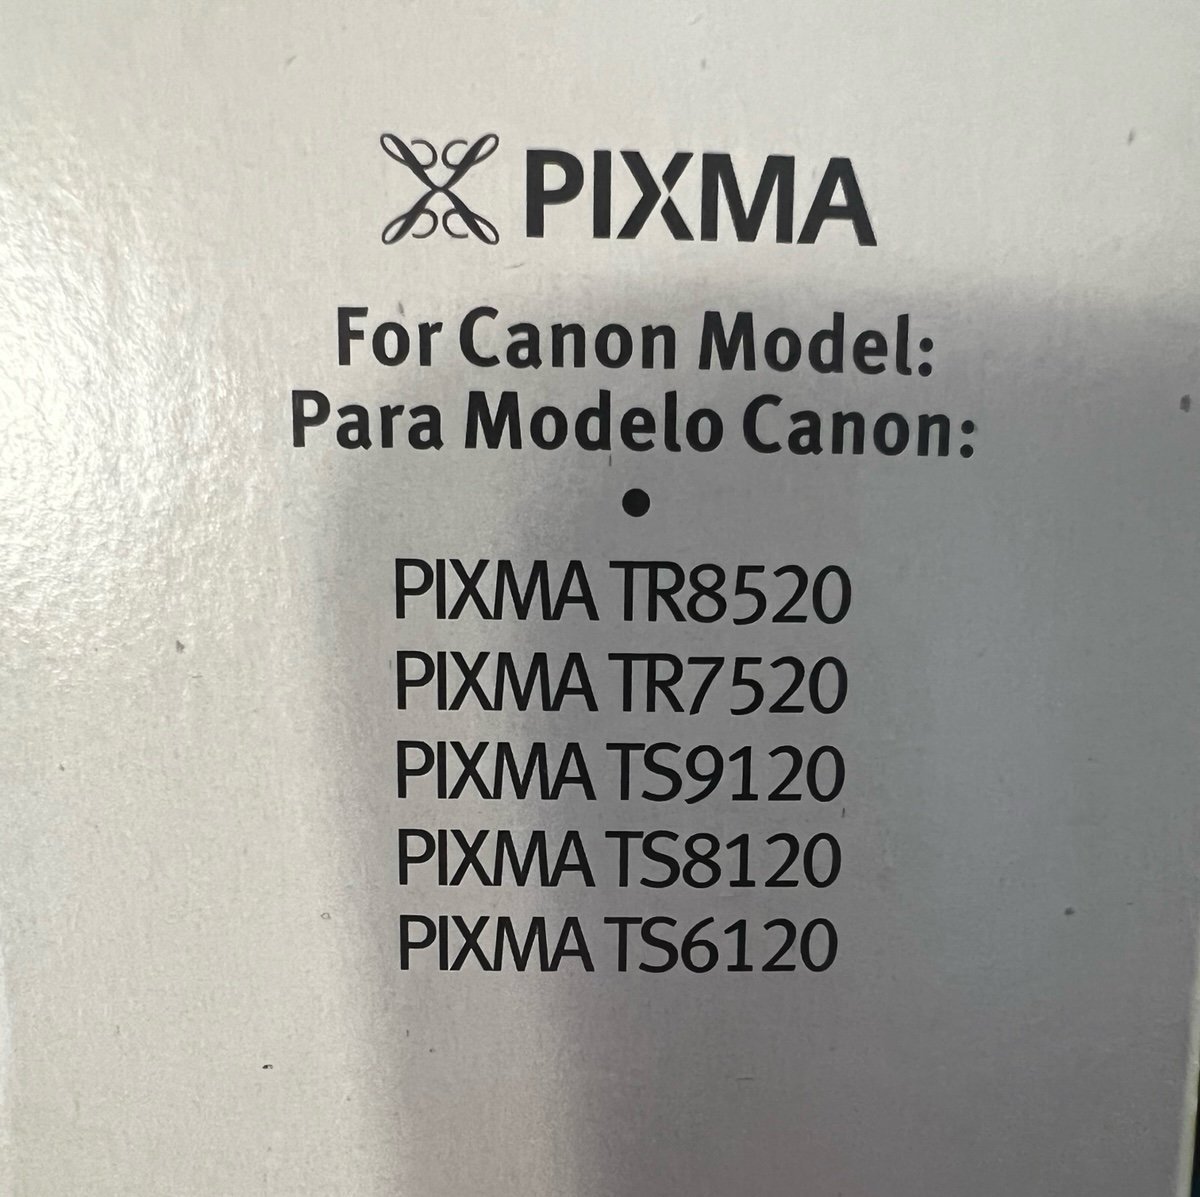 PIXMA
For Canon Model:
Para Modelo Canon:
•
PIXMA TR8520
PIXMA TR7520
PIXMA TS9120
PIXMA TS8120
PIXMA TS6120